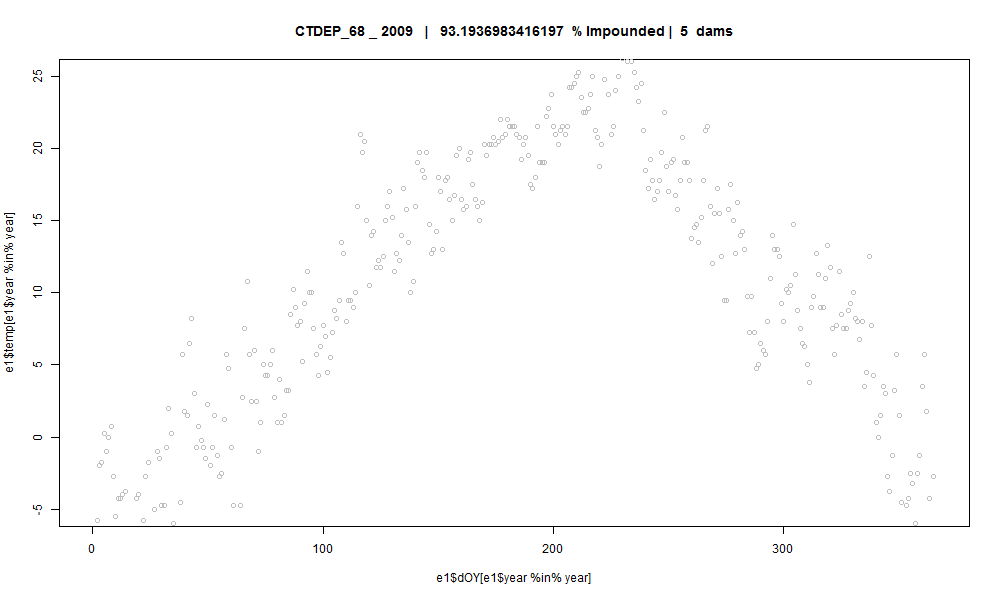 CTDEP_68 _ 2009 | 93.1936983416197 % Impounded | 5 dams
e1$temp[e1$year %in% year]
25
20
15
10
5
0
-5
0 100 200 300
e1$dOY[e1$year %in% year]